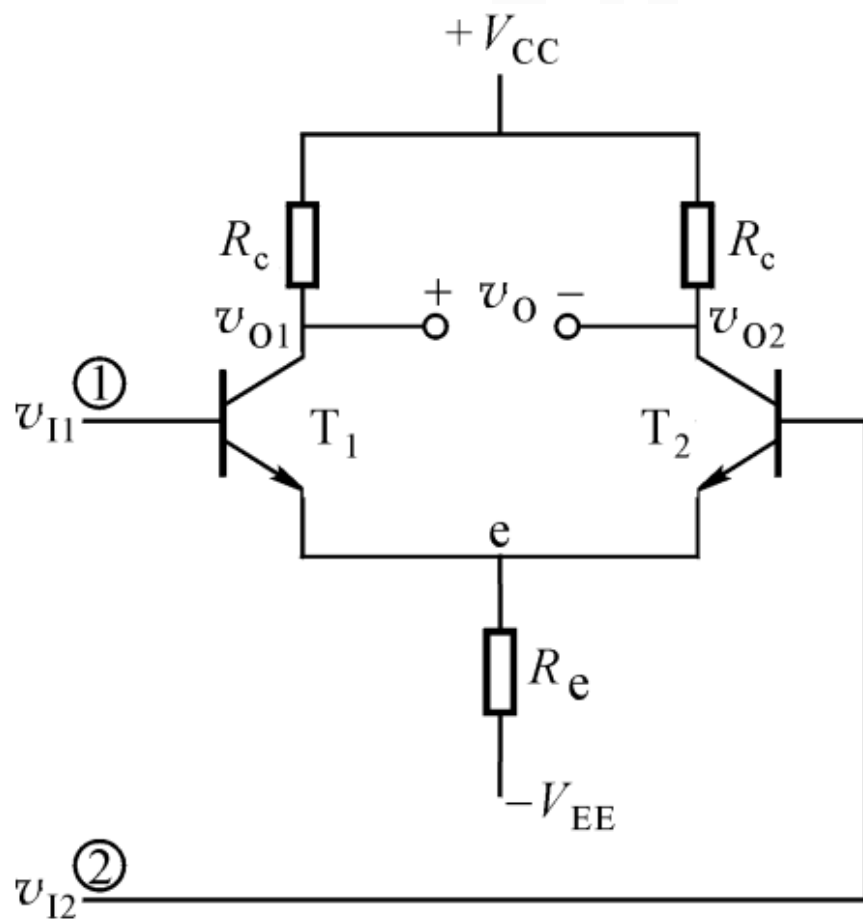 +V_CC
R_c
R_c
+ v_O −
v_O1
v_O2
①
v_I1
T_1
T_2
e
R_e
−V_EE
②
v_I2